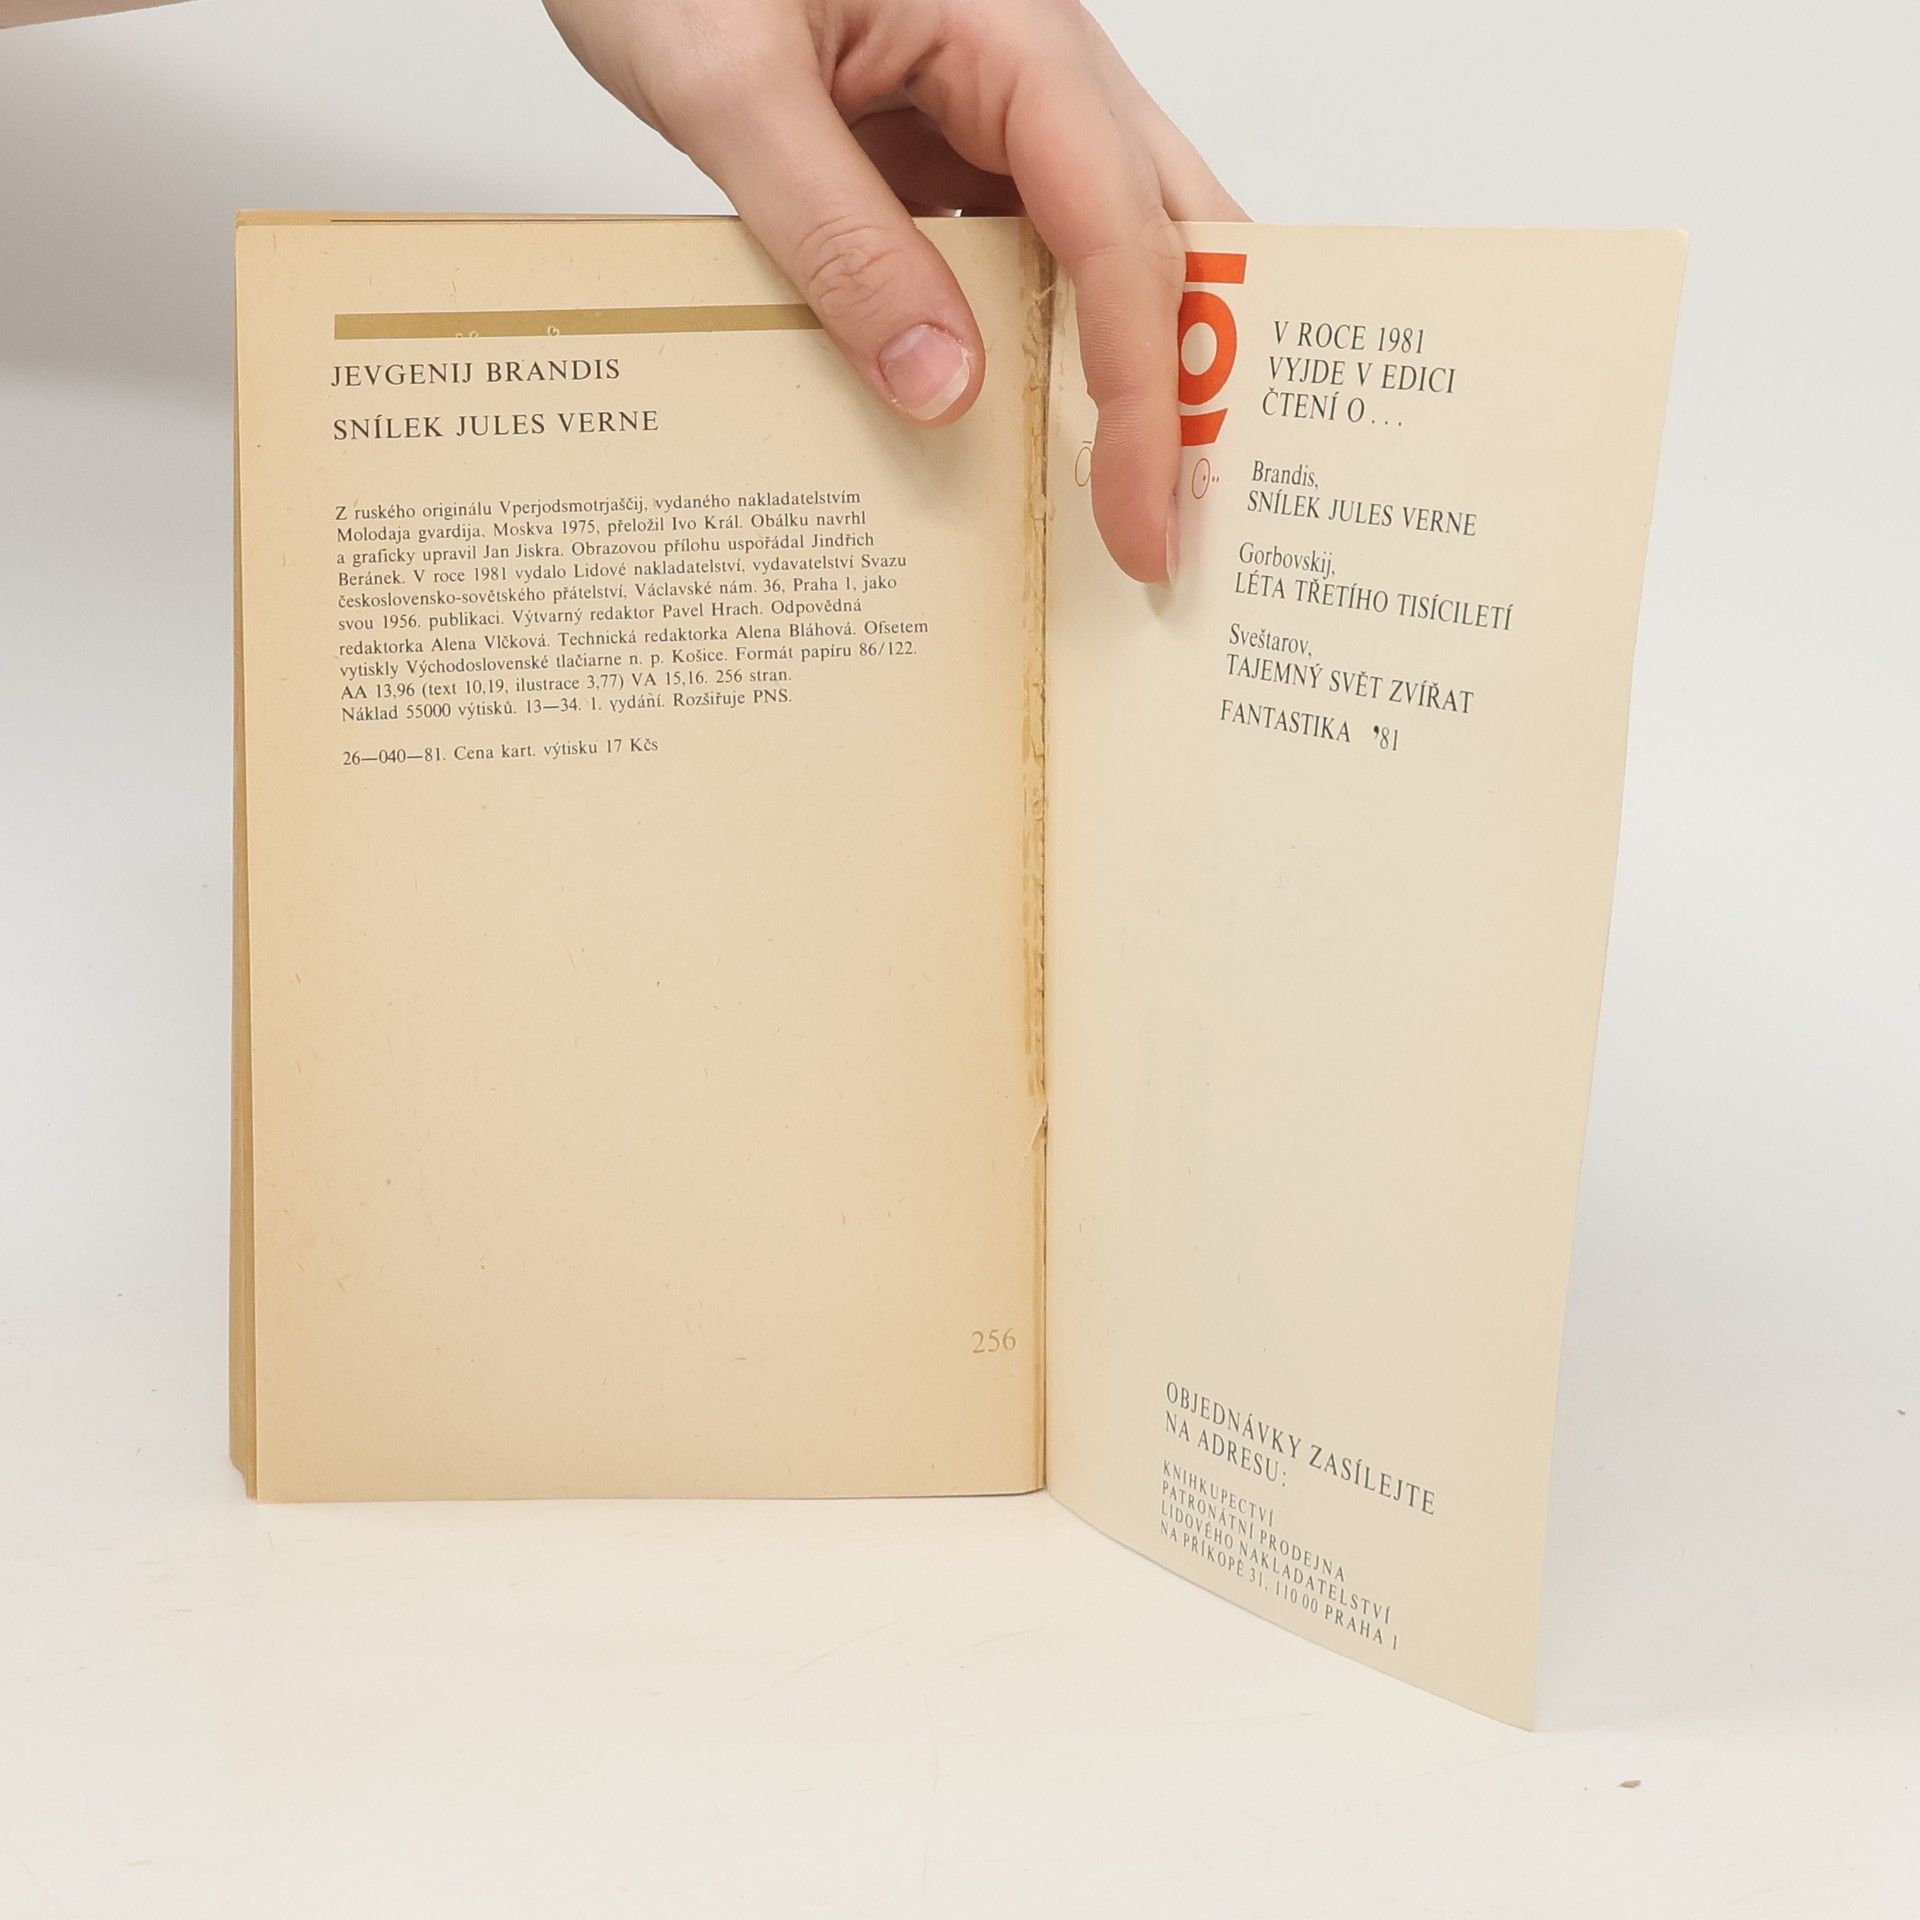 JEVGENIJ BRANDIS
SNÍLEK JULES VERNE
Z ruského originálu Vperjodsmotrjaščij, vydaného nakladatelstvím
Molodaja gvardija, Moskva 1975, přeložil Ivo Král. Obálku navrhl
a graficky upravil Jan Jiskra. Obrazovou přílohu uspořádal Jindřich
Beránek. V roce 1981 vydalo Lidové nakladatelství, vydavatelství Svazu
československo-sovětského přátelství, Václavské nám. 36, Praha 1, jako
svou 1956. publikaci. Výtvarný redaktor Pavel Hrach. Odpovědná
redaktorka Alena Vlčková. Technická redaktorka Alena Bláhová. Ofsetem
vytiskly Východoslovenské tlačiarne n. p. Košice. Formát papíru 86/122.
AA 13,96 (text 10,19, ilustrace 3,77) VA 15,16. 256 stran.
Náklad 55000 výtisků. 13—34. 1. vydání. Rozšiřuje PNS.
26—040—81. Cena kart. výtisku 17 Kčs
256
V ROCE 1981
VYJDE V EDICI
ČTENÍ O...
Brandis,
SNÍLEK JULES VERNE
Gorbovskij,
LÉTA TŘETÍHO TISÍCILETÍ
Sveštarov,
TAJEMNÝ SVĚT ZVÍŘAT
FANTASTIKA '81
OBJEDNÁVKY ZASÍLEJTE
NA ADRESU:
KNIHKUPECTVÍ
PATRONÁTNÍ PRODEJNA
LIDOVÉHO NAKLADATELSTVÍ
NA PŘÍKOPĚ 31, 110 00 PRAHA 1